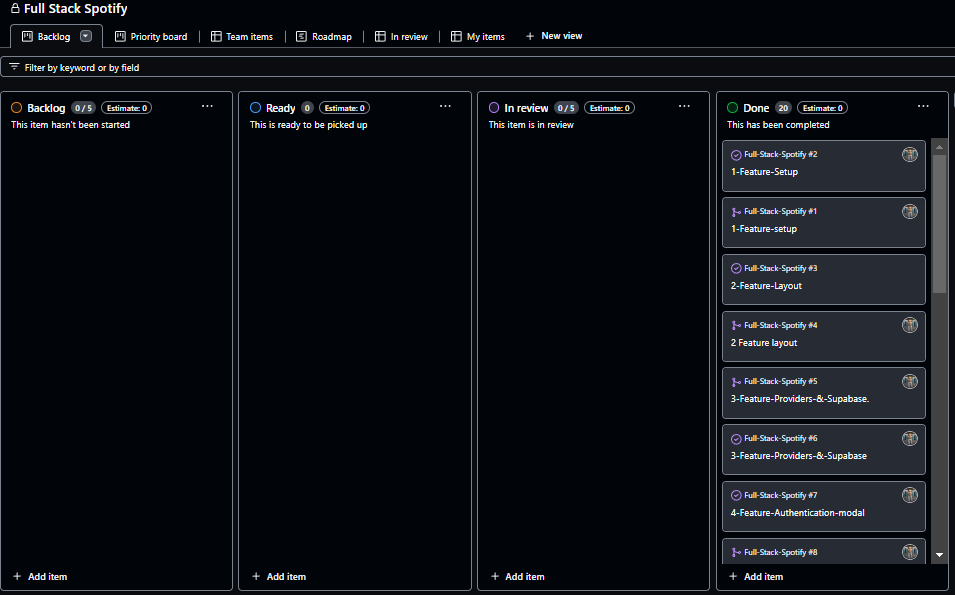 Full Stack Spotify
Backlog
Priority board
Team items
Roadmap
In review
My items
+ New view
Filter by keyword or by field
Backlog 0 / 5 Estimate: 0 ...
This item hasn't been started
+ Add item
Ready 0 Estimate: 0 ...
This is ready to be picked up
+ Add item
In review 0 / 5 Estimate: 0 ...
This item is in review
+ Add item
Done 20 Estimate: 0 ...
This has been completed
Full-Stack-Spotify #2
1-Feature-Setup
Full-Stack-Spotify #1
1-Feature-setup
Full-Stack-Spotify #3
2-Feature-Layout
Full-Stack-Spotify #4
2 Feature layout
Full-Stack-Spotify #5
3-Feature-Providers-&-Supabase.
Full-Stack-Spotify #6
3-Feature-Providers-&-Supabase
Full-Stack-Spotify #7
4-Feature-Authentication-modal
Full-Stack-Spotify #8
+ Add item